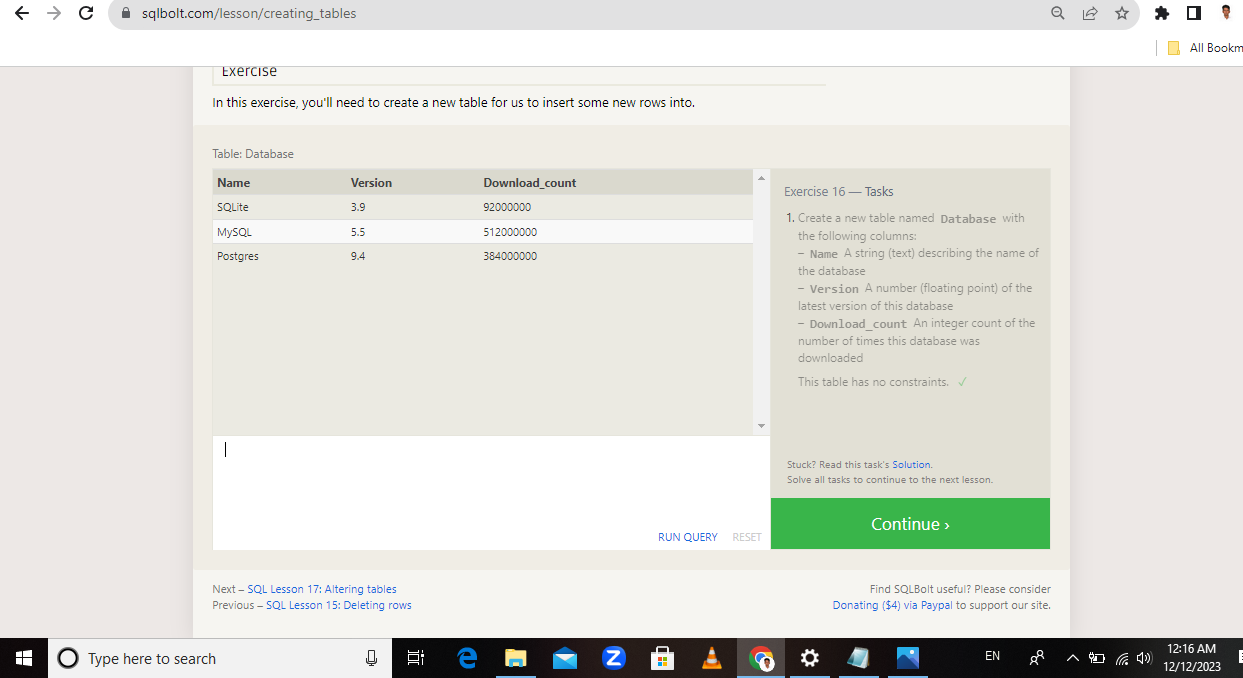 sqlbolt.com/lesson/creating_tables
All Bookm
Exercise
In this exercise, you'll need to create a new table for us to insert some new rows into.
Table: Database
Name Version Download_count
SQLite 3.9 92000000
MySQL 5.5 512000000
Postgres 9.4 384000000
Exercise 16 — Tasks
1. Create a new table named Database with
the following columns:
– Name A string (text) describing the name of
the database
– Version A number (floating point) of the
latest version of this database
– Download_count An integer count of the
number of times this database was
downloaded
This table has no constraints. ✓
Stuck? Read this task's Solution.
Solve all tasks to continue to the next lesson.
RUN QUERY RESET
Continue ›
Next – SQL Lesson 17: Altering tables
Previous – SQL Lesson 15: Deleting rows
Find SQLBolt useful? Please consider
Donating ($4) via Paypal to support our site.
Type here to search
EN
12:16 AM
12/12/2023